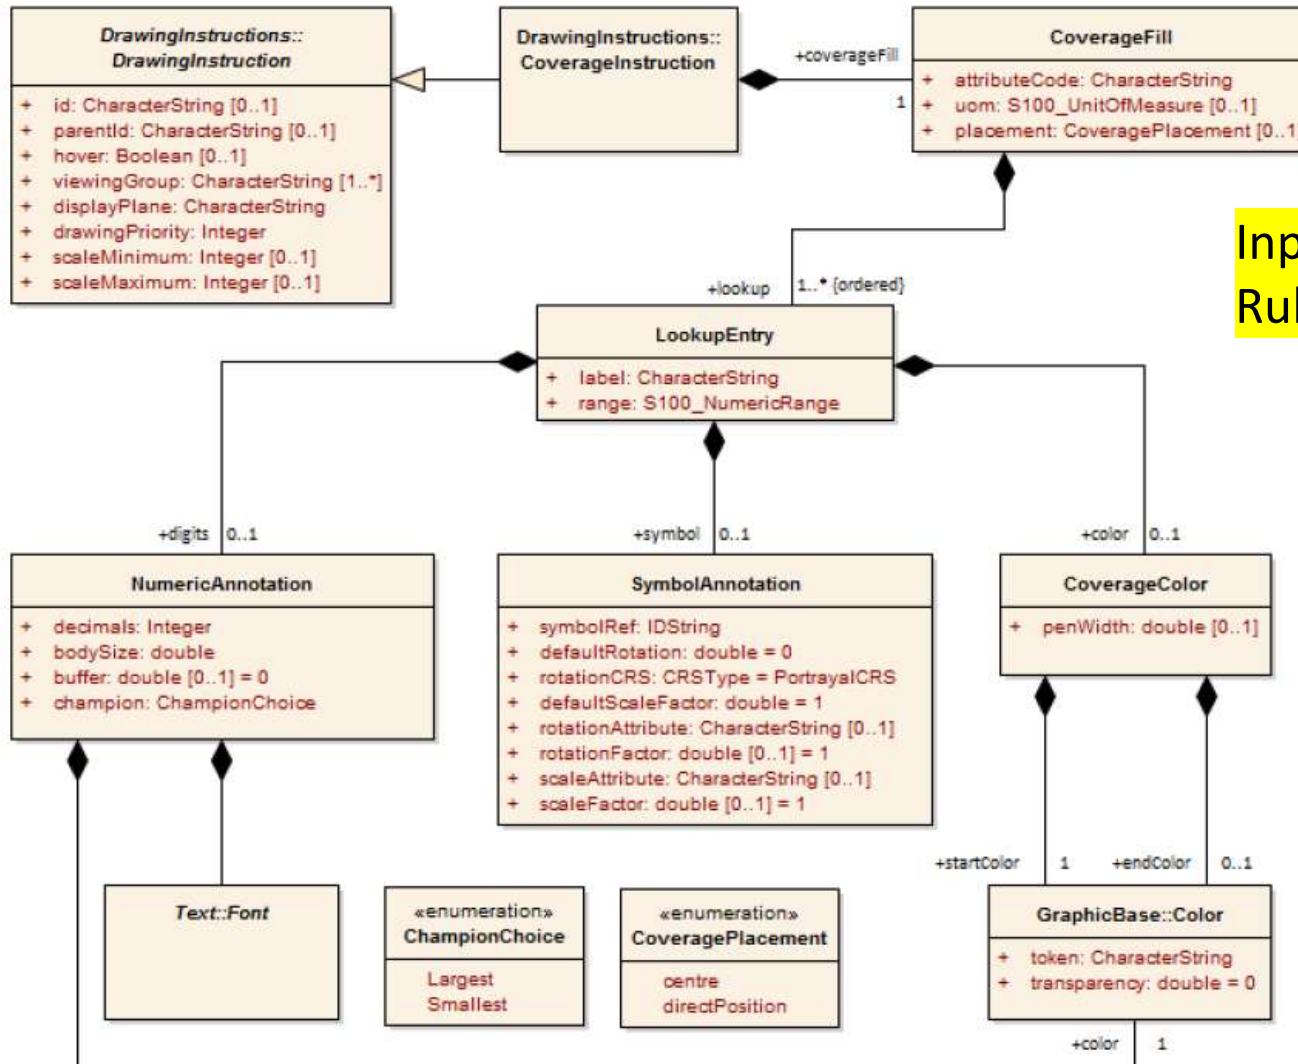 DrawingInstructions::
DrawingInstruction
+ id: CharacterString [0..1]
+ parentId: CharacterString [0..1]
+ hover: Boolean [0..1]
+ viewingGroup: CharacterString [1..*]
+ displayPlane: CharacterString
+ drawingPriority: Integer
+ scaleMinimum: Integer [0..1]
+ scaleMaximum: Integer [0..1]
DrawingInstructions::
CoverageInstruction
+coverageFill
1
CoverageFill
+ attributeCode: CharacterString
+ uom: S100_UnitOfMeasure [0..1]
+ placement: CoveragePlacement [0..1
+lookup
1..* {ordered}
LookupEntry
+ label: CharacterString
+ range: S100_NumericRange
+digits 0..1
+symbol 0..1
+color 0..1
NumericAnnotation
+ decimals: Integer
+ bodySize: double
+ buffer: double [0..1] = 0
+ champion: ChampionChoice
SymbolAnnotation
+ symbolRef: IDString
+ defaultRotation: double = 0
+ rotationCRS: CRSType = PortrayalCRS
+ defaultScaleFactor: double = 1
+ rotationAttribute: CharacterString [0..1]
+ rotationFactor: double [0..1] = 1
+ scaleAttribute: CharacterString [0..1]
+ scaleFactor: double [0..1] = 1
CoverageColor
+ penWidth: double [0..1]
+startColor 1
+endColor 0..1
Text::Font
«enumeration»
ChampionChoice
Largest
Smallest
«enumeration»
CoveragePlacement
centre
directPosition
GraphicBase::Color
+ token: CharacterString
+ transparency: double = 0
+color 1